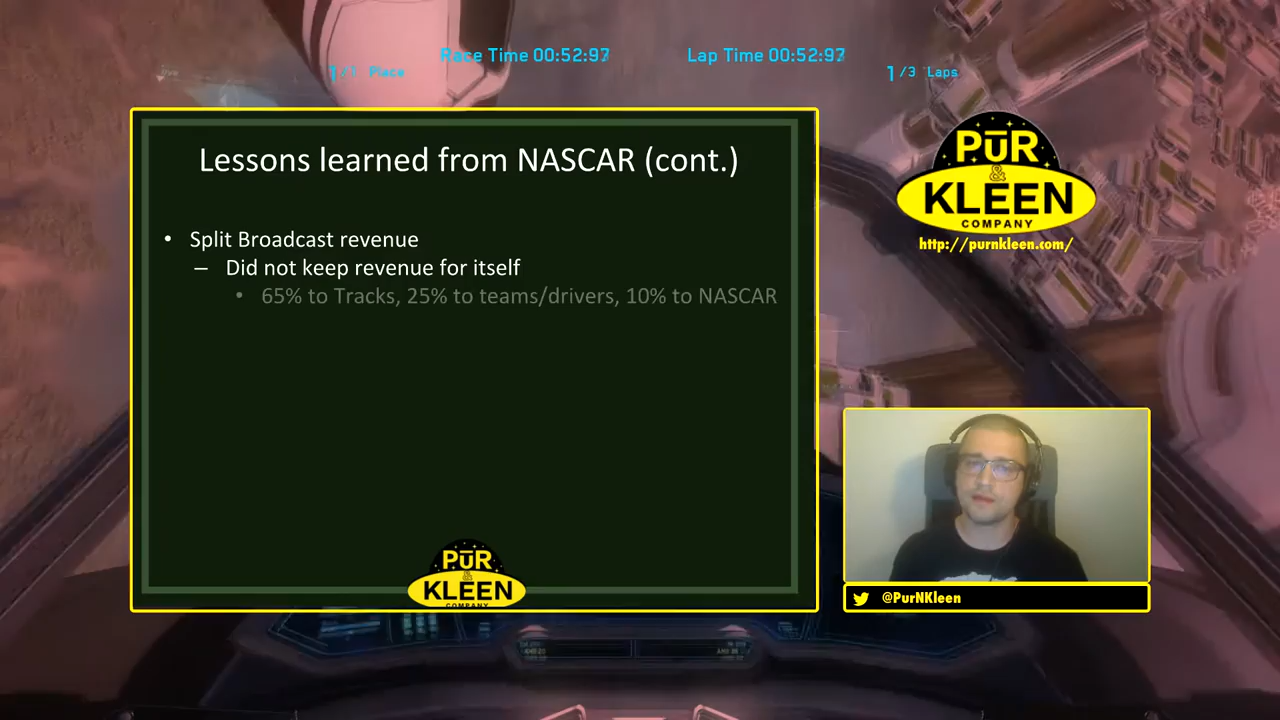 Race Time 00:52:97
Lap Time 00:52:97
1/1 Place
1/3 Laps
Lessons learned from NASCAR (cont.)
• Split Broadcast revenue
– Did not keep revenue for itself
• 65% to Tracks, 25% to teams/drivers, 10% to NASCAR
PŪR
&
KLEEN
COMPANY
http://purnkleen.com/
PŪR
&
KLEEN
COMPANY
@PurNKleen